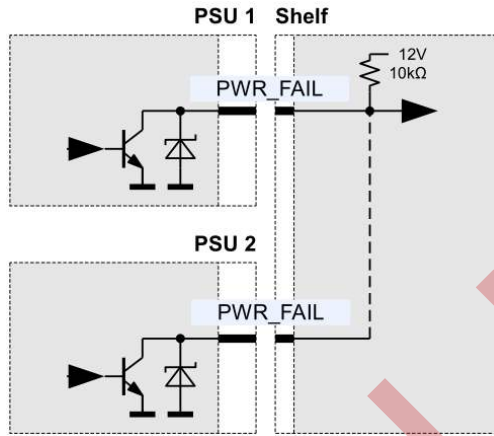 PSU 1 Shelf
12V
10kΩ
PWR_FAIL
PSU 2
PWR_FAIL